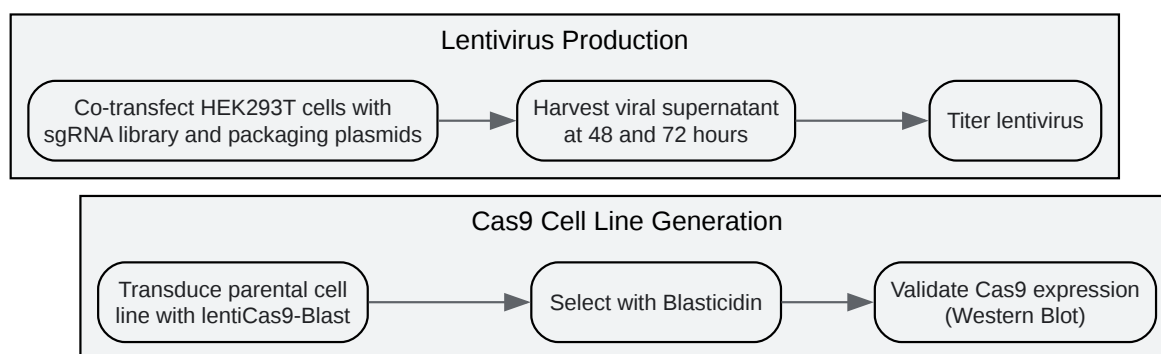 Lentivirus Production
Co-transfect HEK293T cells with
sgRNA library and packaging plasmids
Harvest viral supernatant
at 48 and 72 hours
Titer lentivirus
Cas9 Cell Line Generation
Transduce parental cell
line with lentiCas9-Blast
Select with Blasticidin
Validate Cas9 expression
(Western Blot)